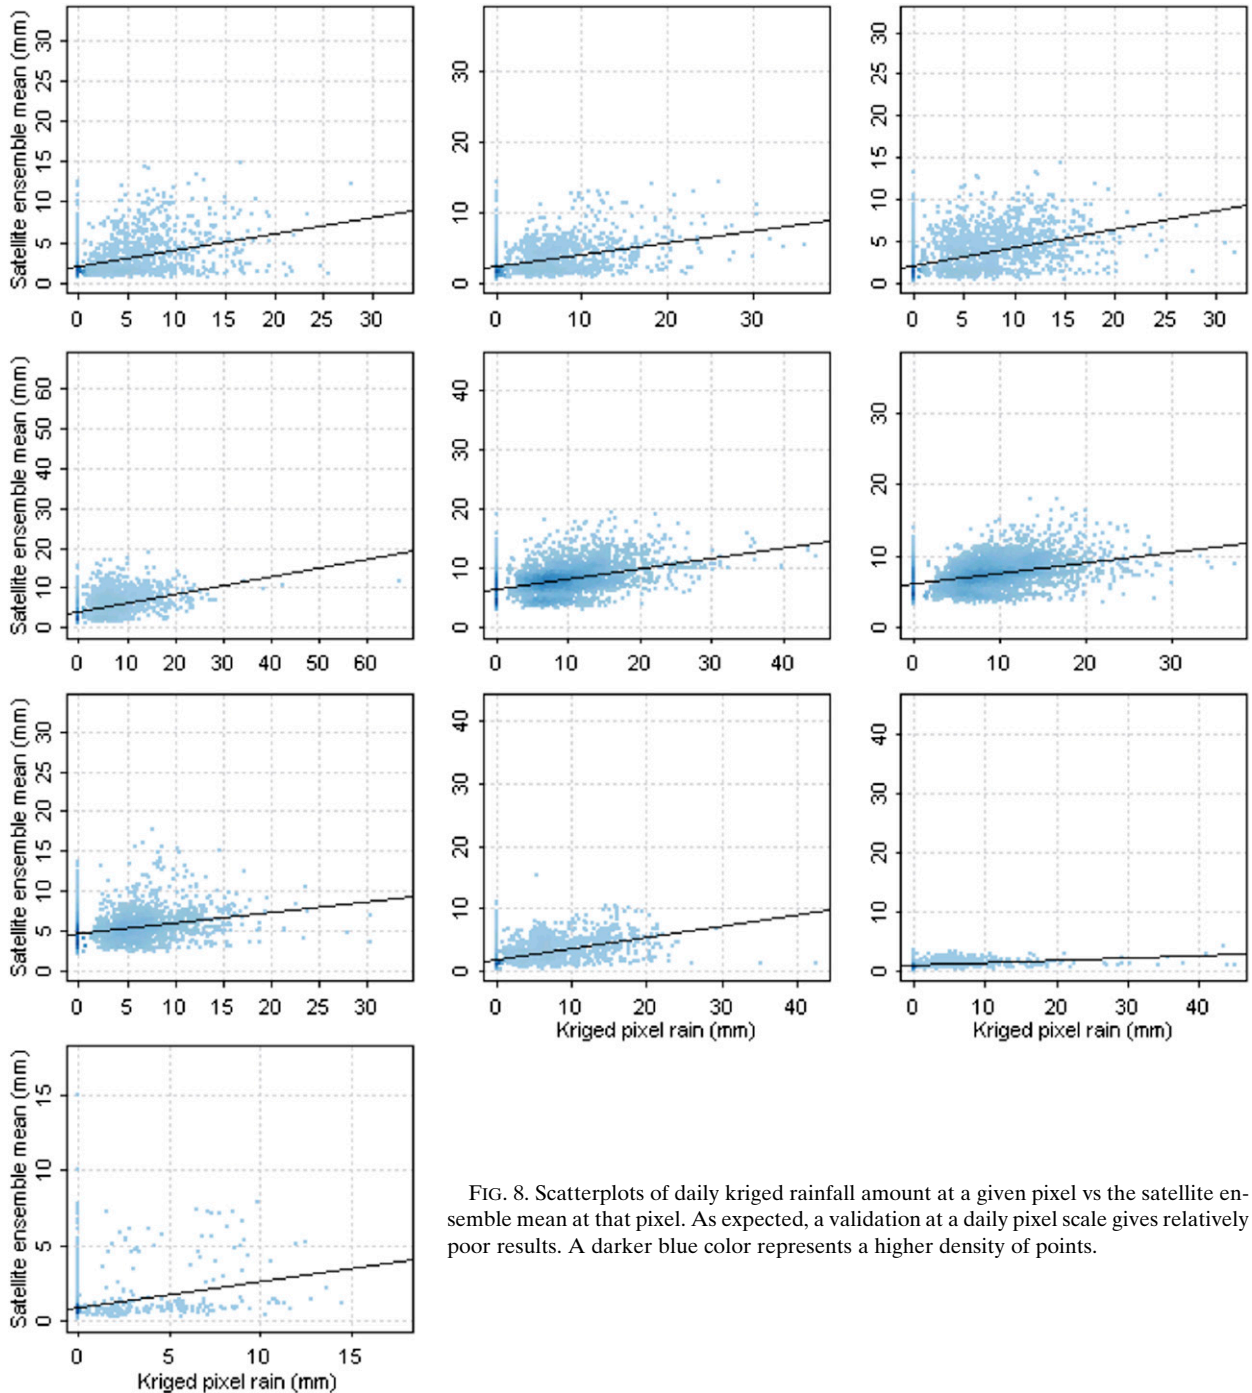 Satellite ensemble mean (mm)
0 5 10 15 20 25 30
0 5 10 15 20 25 30
0 10 20 30
0 10 20 30
0 5 10 15 20 25 30
0 5 10 15 20 25 30
Satellite ensemble mean (mm)
0 10 20 30 40 50 60
0 10 20 30 40 50 60
0 10 20 30 40
0 10 20 30 40
0 10 20 30
0 10 20 30
Satellite ensemble mean (mm)
0 5 10 15 20 25 30
0 5 10 15 20 25 30
0 10 20 30 40
0 10 20 30 40
Kriged pixel rain (mm)
0 10 20 30 40
0 10 20 30 40
Kriged pixel rain (mm)
Satellite ensemble mean (mm)
0 5 10 15
0 5 10 15
Kriged pixel rain (mm)
FIG. 8. Scatterplots of daily kriged rainfall amount at a given pixel vs the satellite en-
semble mean at that pixel. As expected, a validation at a daily pixel scale gives relatively
poor results. A darker blue color represents a higher density of points.